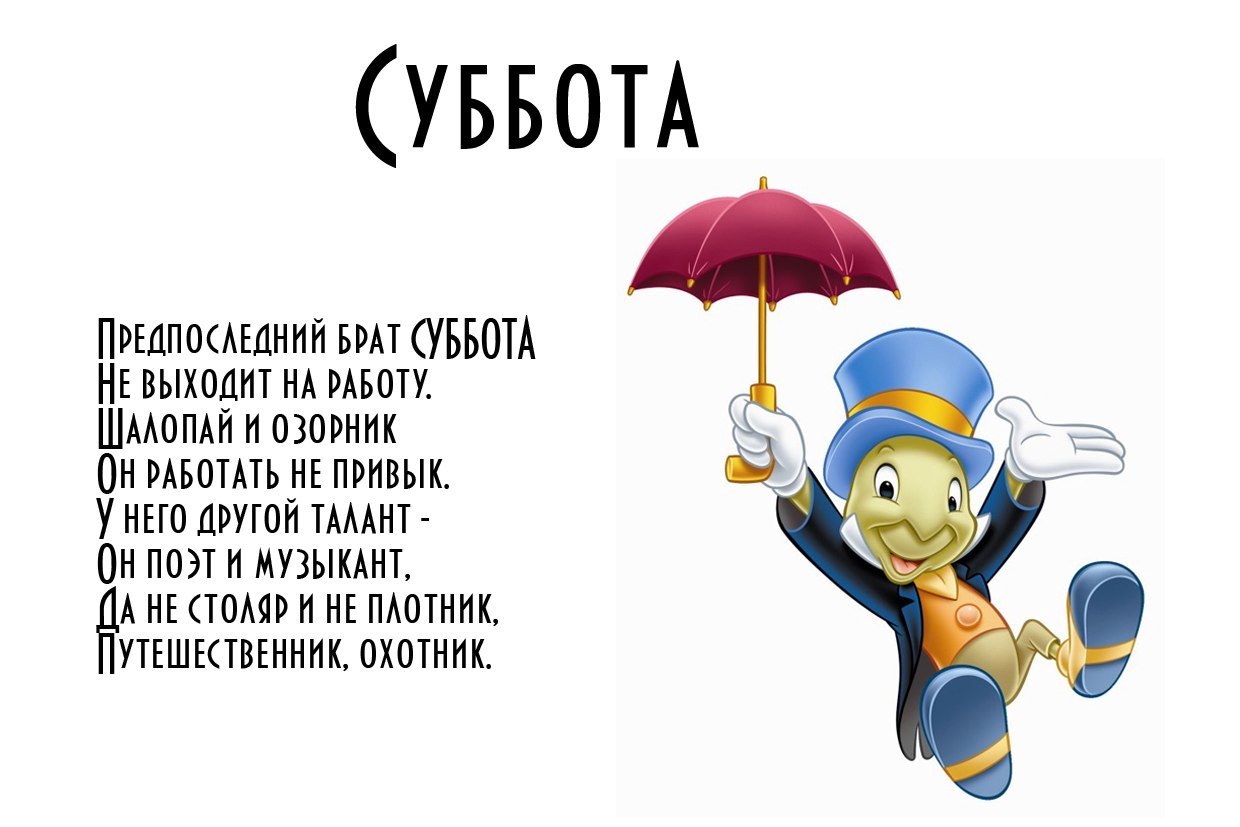 Суббота
Предпоследний брат СУББОТА
Не выходит на работу.
Шалопай и озорник
Он работать не привык.
У него другой талант -
Он поэт и музыкант,
Да не столяр и не плотник,
Путешественник, охотник.